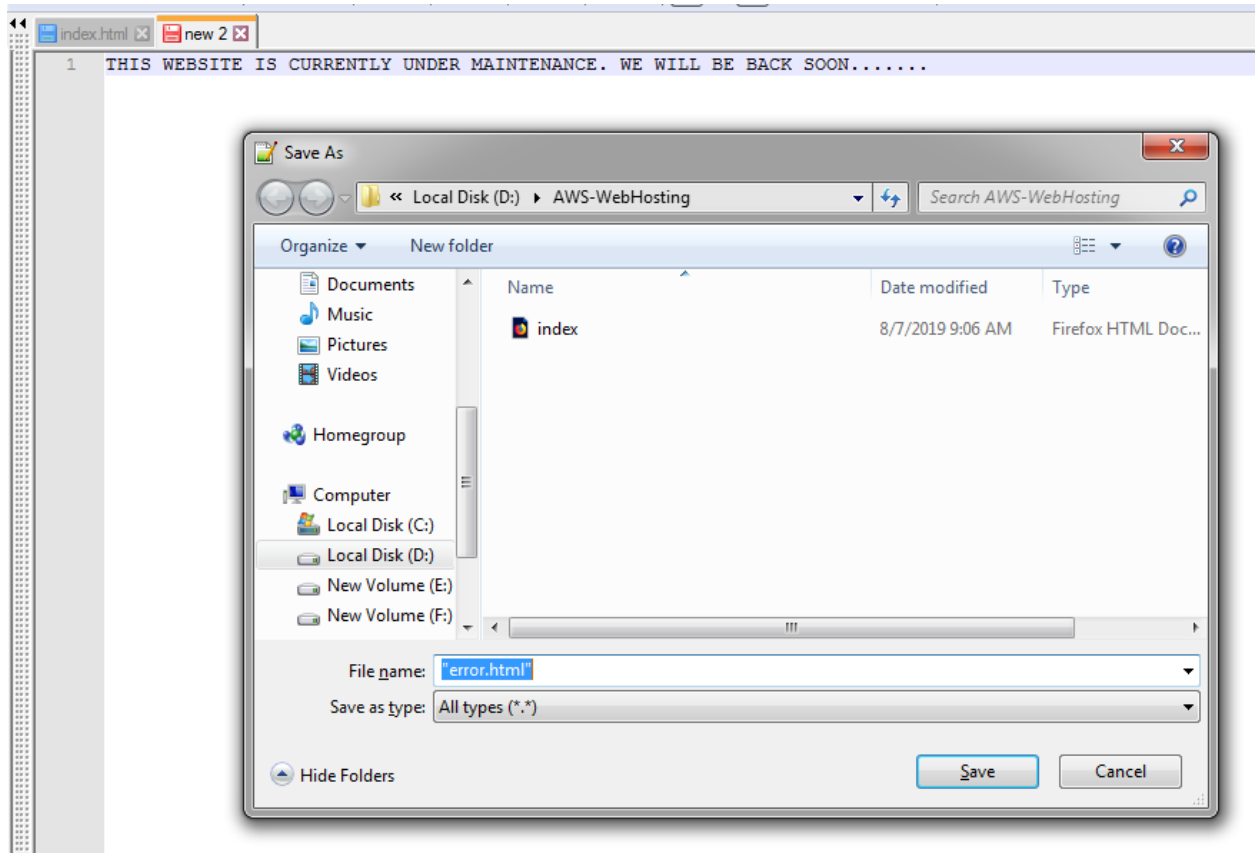 index.html new 2
1 THIS WEBSITE IS CURRENTLY UNDER MAINTENANCE. WE WILL BE BACK SOON.......
Save As
« Local Disk (D:) AWS-WebHosting Search AWS-WebHosting
Organize New folder
Name Date modified Type
index 8/7/2019 9:06 AM Firefox HTML Doc...
Documents
Music
Pictures
Videos
Homegroup
Computer
Local Disk (C:)
Local Disk (D:)
New Volume (E:)
New Volume (F:)
File name: "error.html"
Save as type: All types (*.*)
Hide Folders Save Cancel